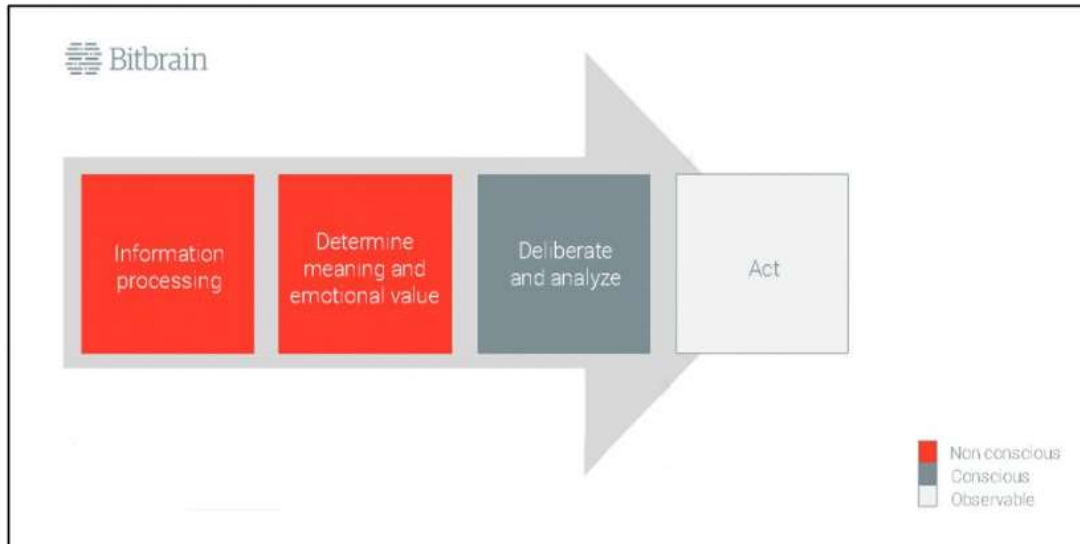 Bitbrain
Information
processing
Determine
meaning and
emotional value
Deliberate
and analyze
Act
Non conscious
Conscious
Observable